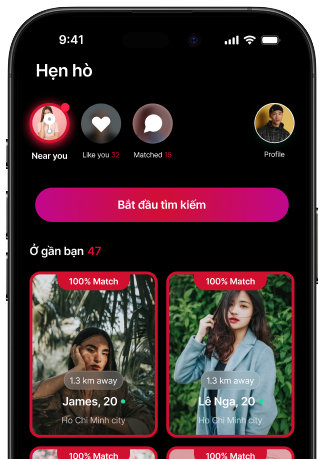 9:41
Hẹn hò
Near you
Like you 32
Matched 15
Profile
Bắt đầu tìm kiếm
Ở gần bạn 47
100% Match
100% Match
1.3 km away
1.3 km away
James, 20
Lê Nga, 20
Ho Chi Minh city
Ho Chi Minh city
100% Match
100% Match